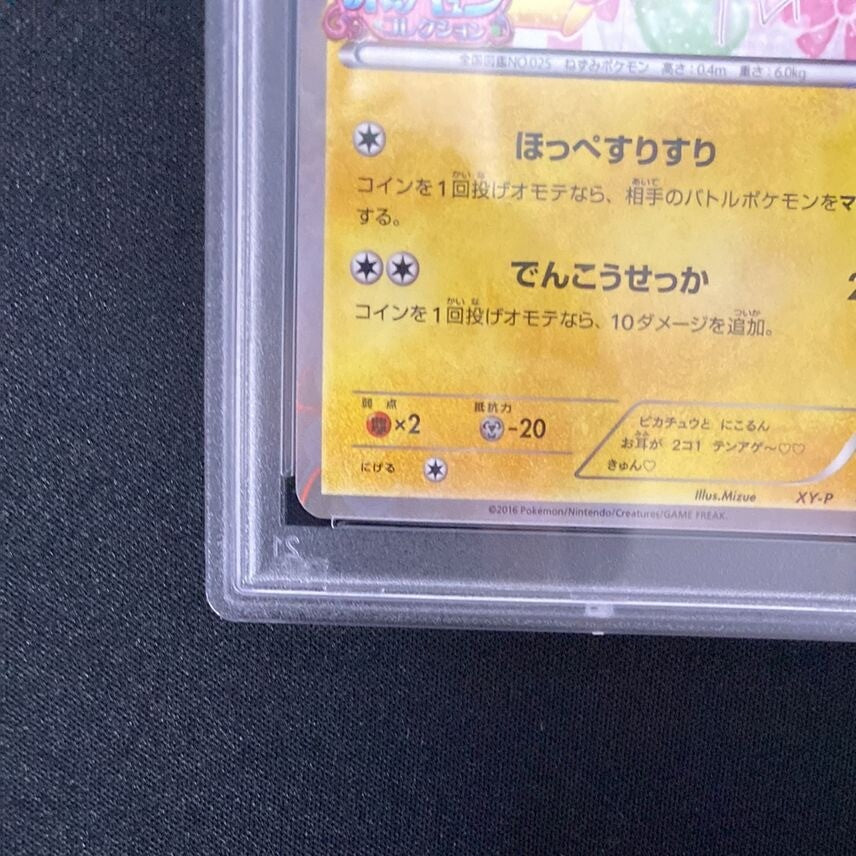 コレクション
全国図鑑NO.025 ねずみポケモン 高さ:0.4m 重さ:6.0kg
ほっぺすりすり
コインを1回投げオモテなら、相手のバトルポケモンをマ
する。
でんこうせっか
コインを1回投げオモテなら、10ダメージを追加。
弱点 抵抗力
×2 -20
にげる
ピカチュウと にこるん
お耳が 2コ1 テンアゲ〜♡♡
きゅん♡
Illus.Mizue XY-P
©2016 Pokémon/Nintendo/Creatures/GAME FREAK.